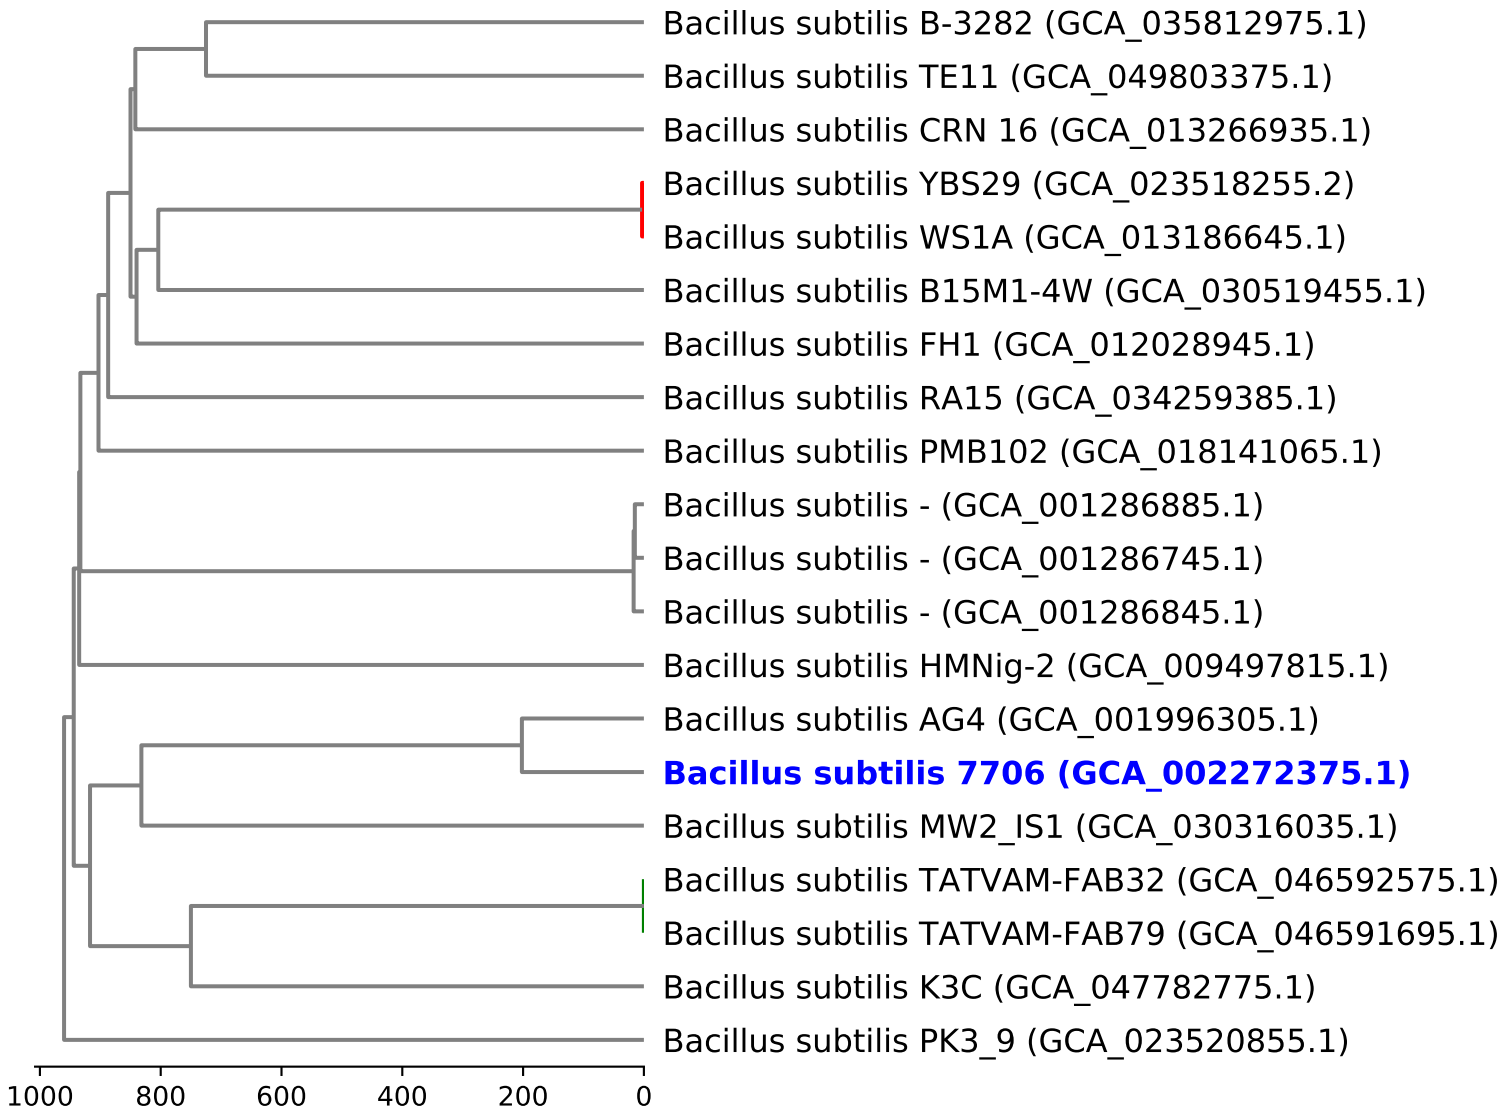 Bacillus subtilis B-3282 (GCA_035812975.1)
Bacillus subtilis TE11 (GCA_049803375.1)
Bacillus subtilis CRN 16 (GCA_013266935.1)
Bacillus subtilis YBS29 (GCA_023518255.2)
Bacillus subtilis WS1A (GCA_013186645.1)
Bacillus subtilis B15M1-4W (GCA_030519455.1)
Bacillus subtilis FH1 (GCA_012028945.1)
Bacillus subtilis RA15 (GCA_034259385.1)
Bacillus subtilis PMB102 (GCA_018141065.1)
Bacillus subtilis - (GCA_001286885.1)
Bacillus subtilis - (GCA_001286745.1)
Bacillus subtilis - (GCA_001286845.1)
Bacillus subtilis HMNig-2 (GCA_009497815.1)
Bacillus subtilis AG4 (GCA_001996305.1)
Bacillus subtilis 7706 (GCA_002272375.1)
Bacillus subtilis MW2_IS1 (GCA_030316035.1)
Bacillus subtilis TATVAM-FAB32 (GCA_046592575.1)
Bacillus subtilis TATVAM-FAB79 (GCA_046591695.1)
Bacillus subtilis K3C (GCA_047782775.1)
Bacillus subtilis PK3_9 (GCA_023520855.1)
1000 800 600 400 200 0